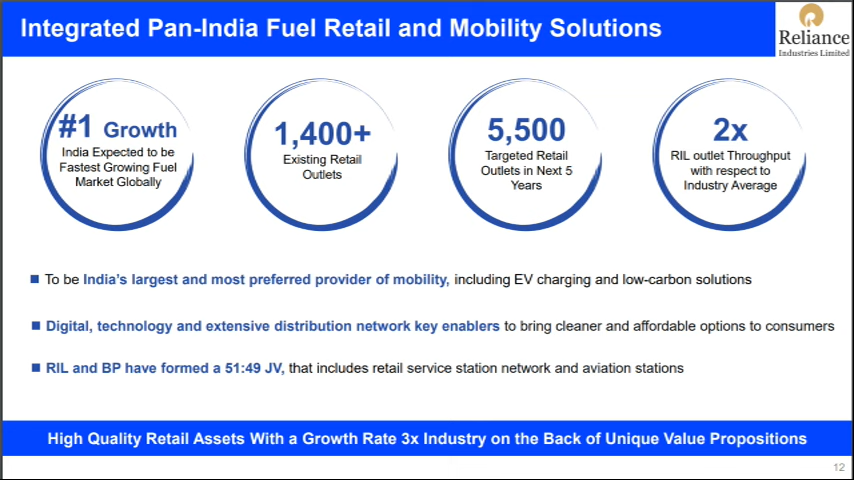 Integrated Pan-India Fuel Retail and Mobility Solutions
Reliance
Industries Limited
#1 Growth
India Expected to be
Fastest Growing Fuel
Market Globally
1,400+
Existing Retail
Outlets
5,500
Targeted Retail
Outlets in Next 5
Years
2x
RIL outlet Throughput
with respect to
Industry Average
To be India's largest and most preferred provider of mobility, including EV charging and low-carbon solutions
Digital, technology and extensive distribution network key enablers to bring cleaner and affordable options to consumers
RIL and BP have formed a 51:49 JV, that includes retail service station network and aviation stations
High Quality Retail Assets With a Growth Rate 3x Industry on the Back of Unique Value Propositions
12